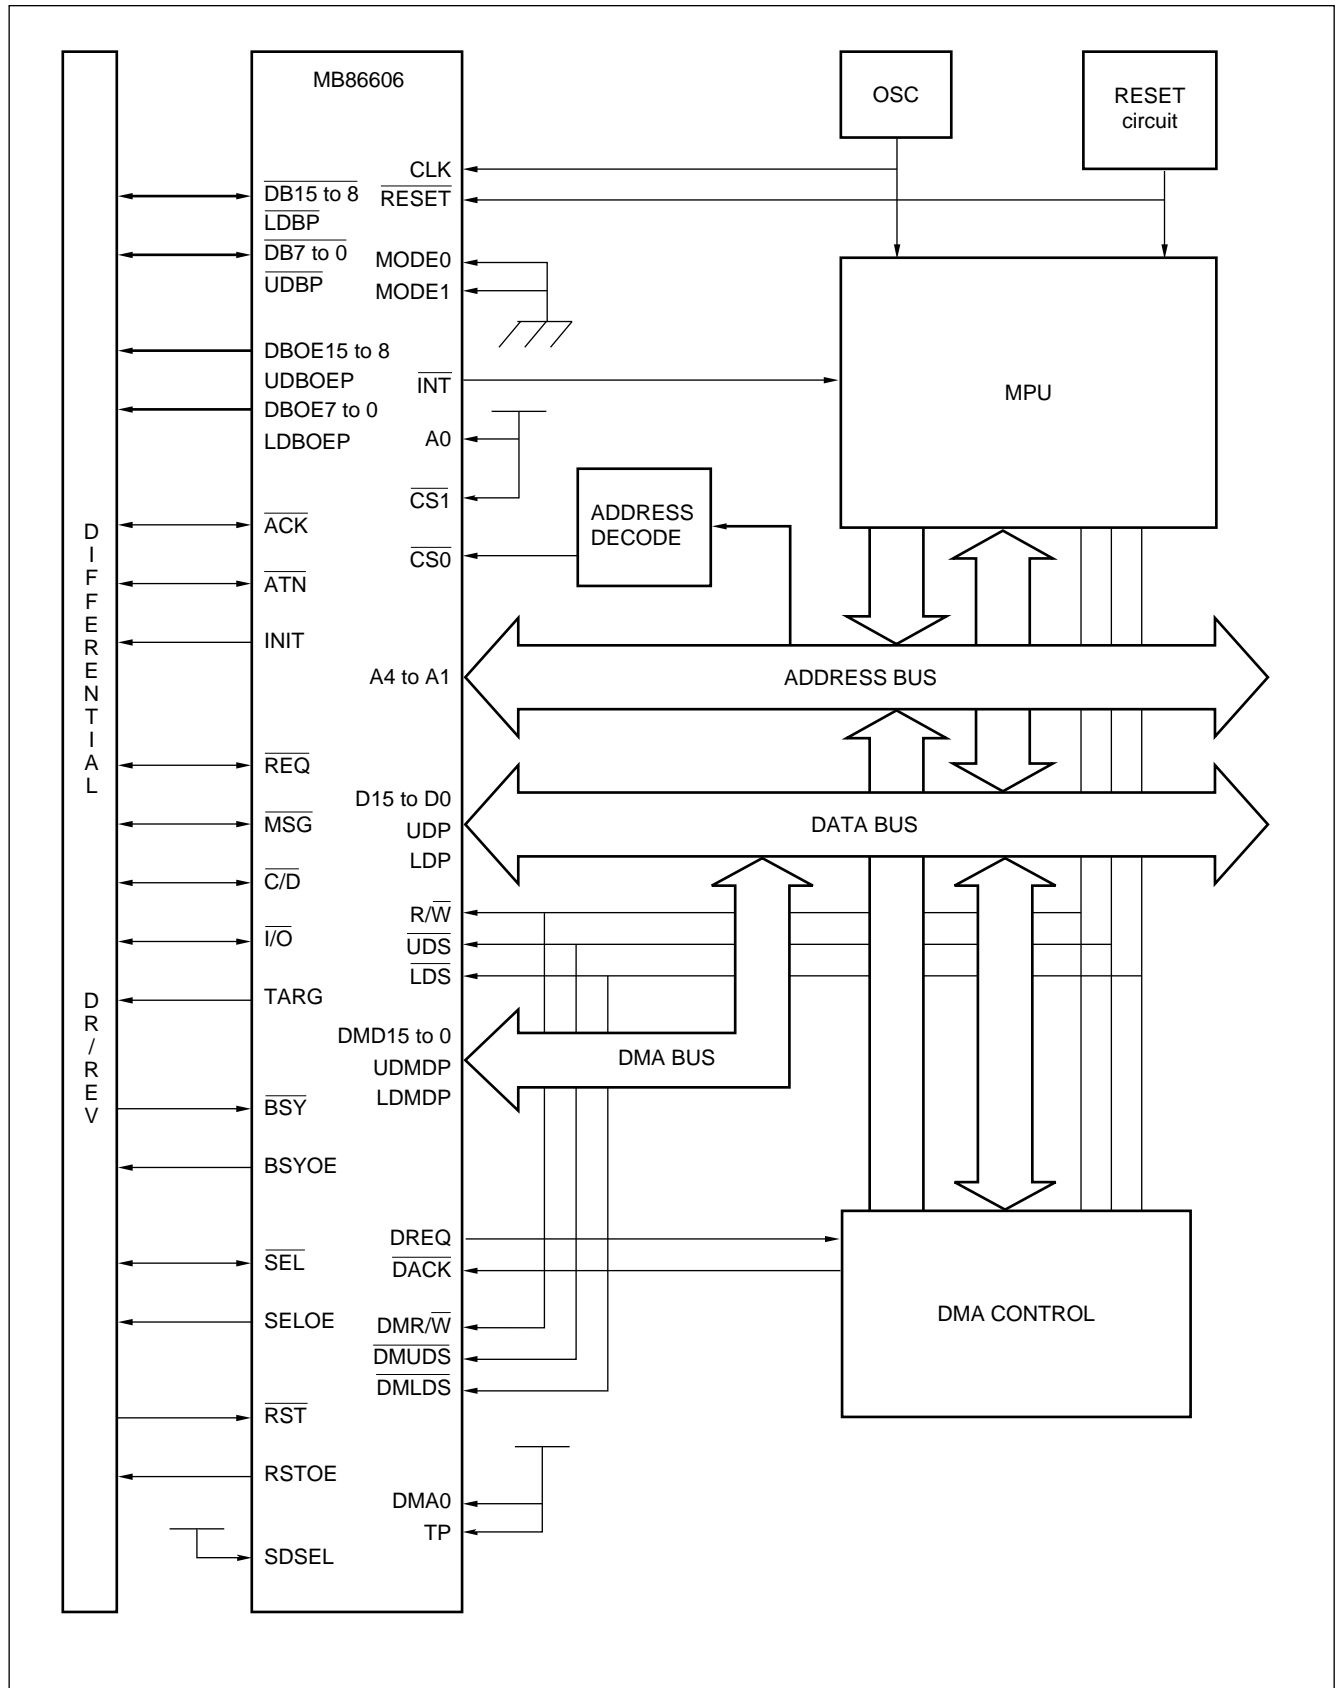 MB86606
OSC
RESET
circuit
CLK
DB15 to 8
RESET
LDBP
DB7 to 0
UDBP
MODE0
MODE1
DBOE15 to 8
UDBOEP
INT
MPU
DBOE7 to 0
LDBOEP
A0
CS1
ADDRESS
DECODE
ACK
CS0
ATN
INIT
A4 to A1
ADDRESS BUS
DIFFERENTIAL
REQ
D15 to D0
MSG
UDP
DATA BUS
LDP
C/D
R/W
I/O
UDS
LDS
TARG
DR/REV
DMD15 to 0
UDMDP
DMA BUS
LDMDP
BSY
BSYOE
DREQ
SEL
DACK
SELOE
DMR/W
DMA CONTROL
DMUDS
DMLDS
RST
RSTOE
DMA0
TP
SDSEL